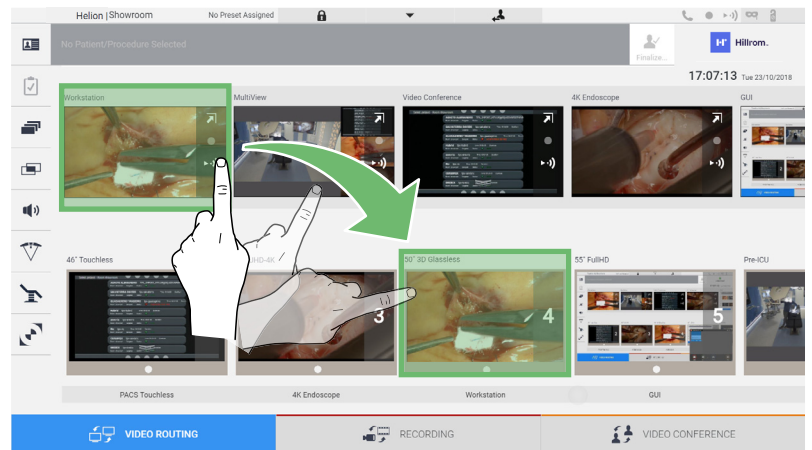 Helion | Showroom No Preset Assigned
No Patient/Procedure Selected
Finalize...
H Hillrom.
17:07:13 Tue 23/10/2018
Workstation MultiView Video Conference 4K Endoscope GUI
46" Touchless HD-4K 50" 3D Glassless 55" FullHD Pre-ICU
3 4 5
PACS Touchless 4K Endoscope Workstation GUI
VIDEO ROUTING RECORDING VIDEO CONFERENCE